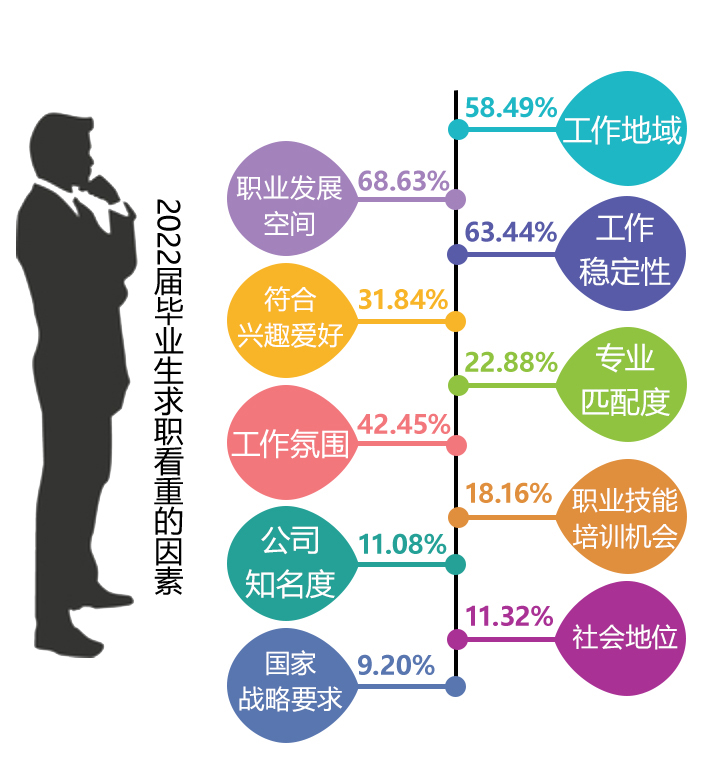 2022届毕业生求职看重的因素
58.49%
工作地域
职业发展
空间
68.63%
63.44%
工作
稳定性
符合
兴趣爱好
31.84%
22.88%
专业
匹配度
工作氛围
42.45%
18.16%
职业技能
培训机会
公司
知名度
11.08%
11.32%
社会地位
国家
战略要求
9.20%